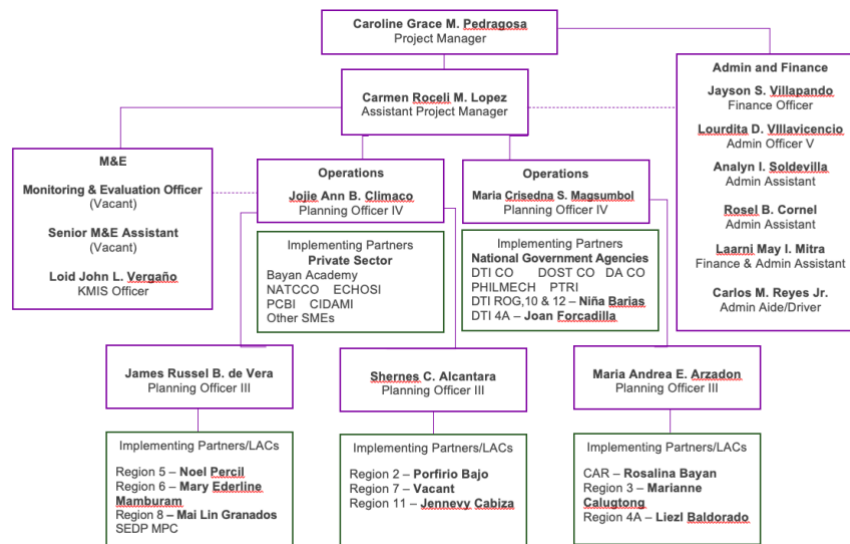 Caroline Grace M. Pedragosa
Project Manager
Carmen Roceli M. Lopez
Assistant Project Manager
Admin and Finance
Jayson S. Villapando
Finance Officer
Lourdita D. VIllavicencio
Admin Officer V
Analyn I. Soldevilla
Admin Assistant
Rosel B. Cornel
Admin Assistant
Laarni May I. Mitra
Finance & Admin Assistant
Carlos M. Reyes Jr.
Admin Aide/Driver
M&E
Monitoring & Evaluation Officer
(Vacant)
Senior M&E Assistant
(Vacant)
Loid John L. Vergaño
KMIS Officer
Operations
Jojie Ann B. Climaco
Planning Officer IV
Operations
Maria Crisedna S. Magsumbol
Planning Officer IV
Implementing Partners
Private Sector
Bayan Academy
NATCCO ECHOSI
PCBI CIDAMI
Other SMEs
Implementing Partners
National Government Agencies
DTI CO DOST CO DA CO
PHILMECH PTRI
DTI ROG,10 & 12 – Niña Barias
DTI 4A – Joan Forcadilla
James Russel B. de Vera
Planning Officer III
Shernes C. Alcantara
Planning Officer III
Maria Andrea E. Arzadon
Planning Officer III
Implementing Partners/LACs
Region 5 – Noel Percil
Region 6 – Mary Ederline
Mamburam
Region 8 – Mai Lin Granados
SEDP MPC
Implementing Partners/LACs
Region 2 – Porfirio Bajo
Region 7 – Vacant
Region 11 – Jennevy Cabiza
Implementing Partners/LACs
CAR – Rosalina Bayan
Region 3 – Marianne
Calugtong
Region 4A – Liezl Baldorado